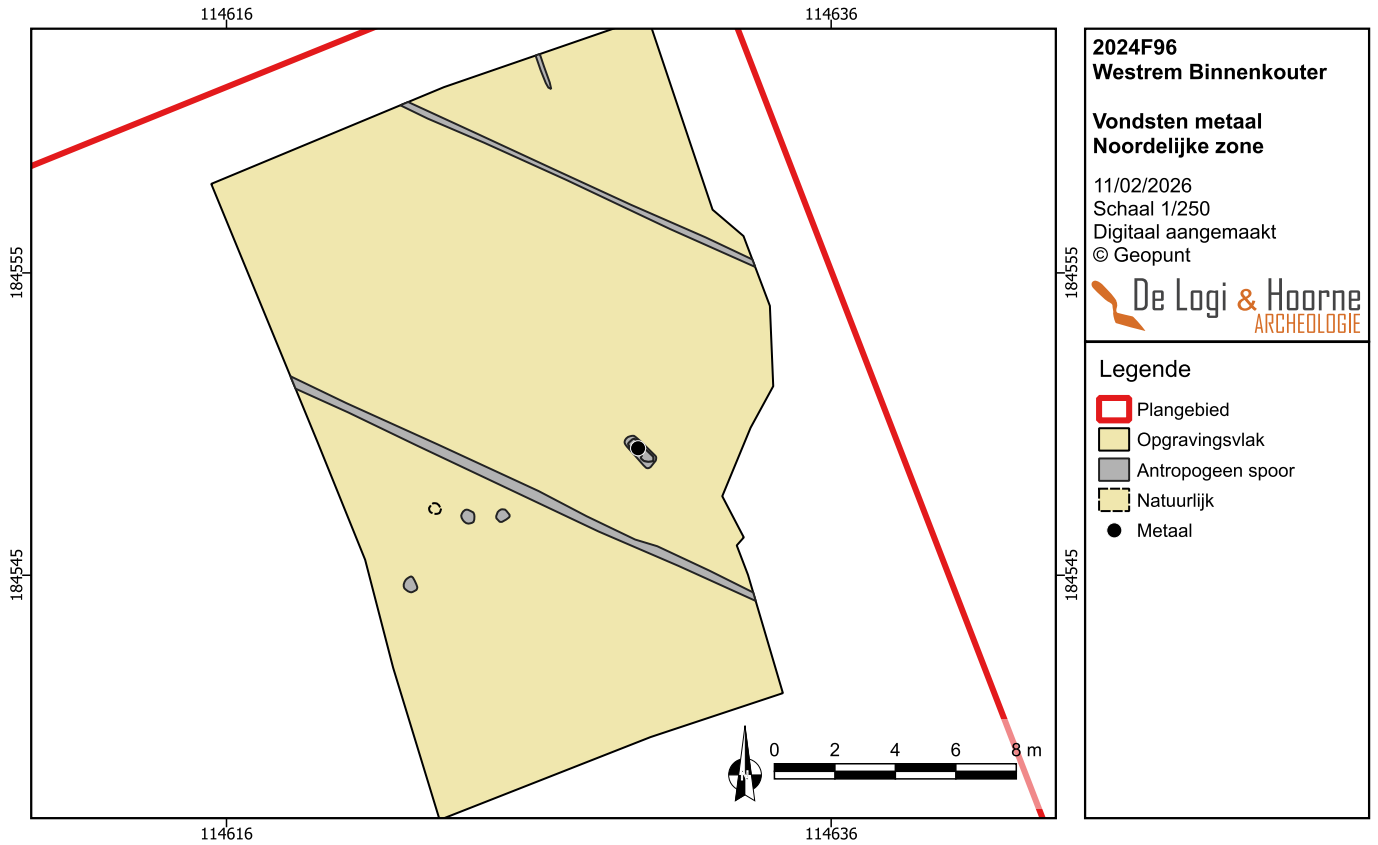 114616
114636
184555
184555
184545
184545
0
2
4
6
8 m
N
114616
114636
2024F96
Westrem Binnenkouter
Vondsten metaal
Noordelijke zone
11/02/2026
Schaal 1/250
Digitaal aangemaakt
© Geopunt
De Logi & Hoorne
ARCHEOLOGIE
Legende
Plangebied
Opgravingsvlak
Antropogeen spoor
Natuurlijk
Metaal